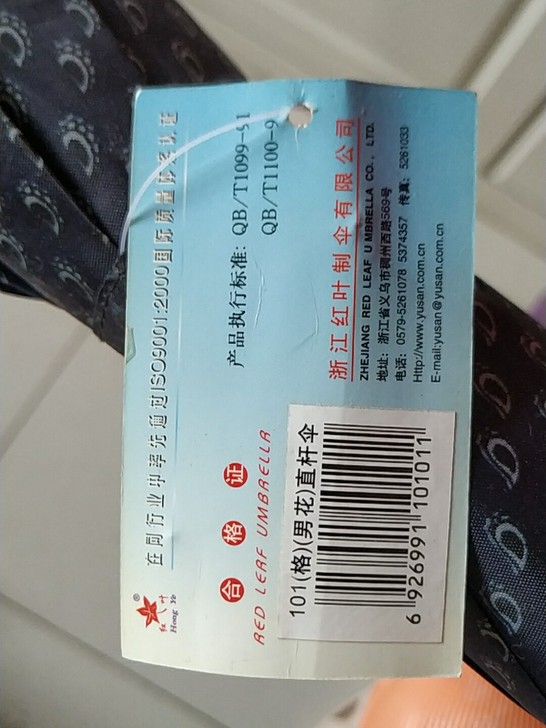 红叶®
Hong Ye
在同行业中率先通过ISO9001:2000国际质量体系认证
合格证
RED LEAF UMBRELLA
产品执行标准: QB/T1099-91
QB/T1100-9
浙江红叶制伞有限公司
ZHEJIANG RED LEAF UMBRELLA CO., LTD.
地址: 浙江省义乌市稠州西路569号
电话: 0579-5261078 5374357 传真: 5261033
Http://www.yusan.com.cn
E-mail:yusan@yusan.com.cn
101(格)(男花)直杆伞
6 926991 101011